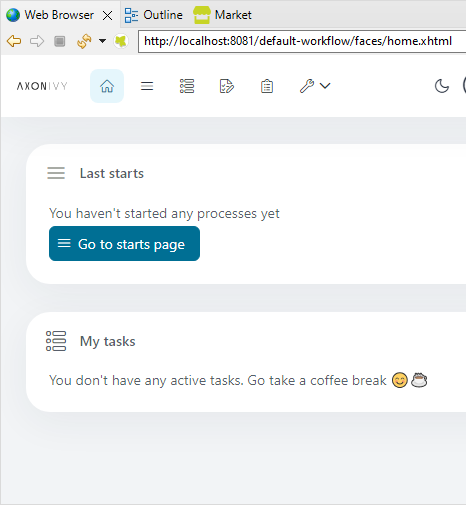 Web Browser Outline Market
http://localhost:8081/default-workflow/faces/home.xhtml
AXONIVY
Last starts
You haven't started any processes yet
Go to starts page
My tasks
You don't have any active tasks. Go take a coffee break 😊☕